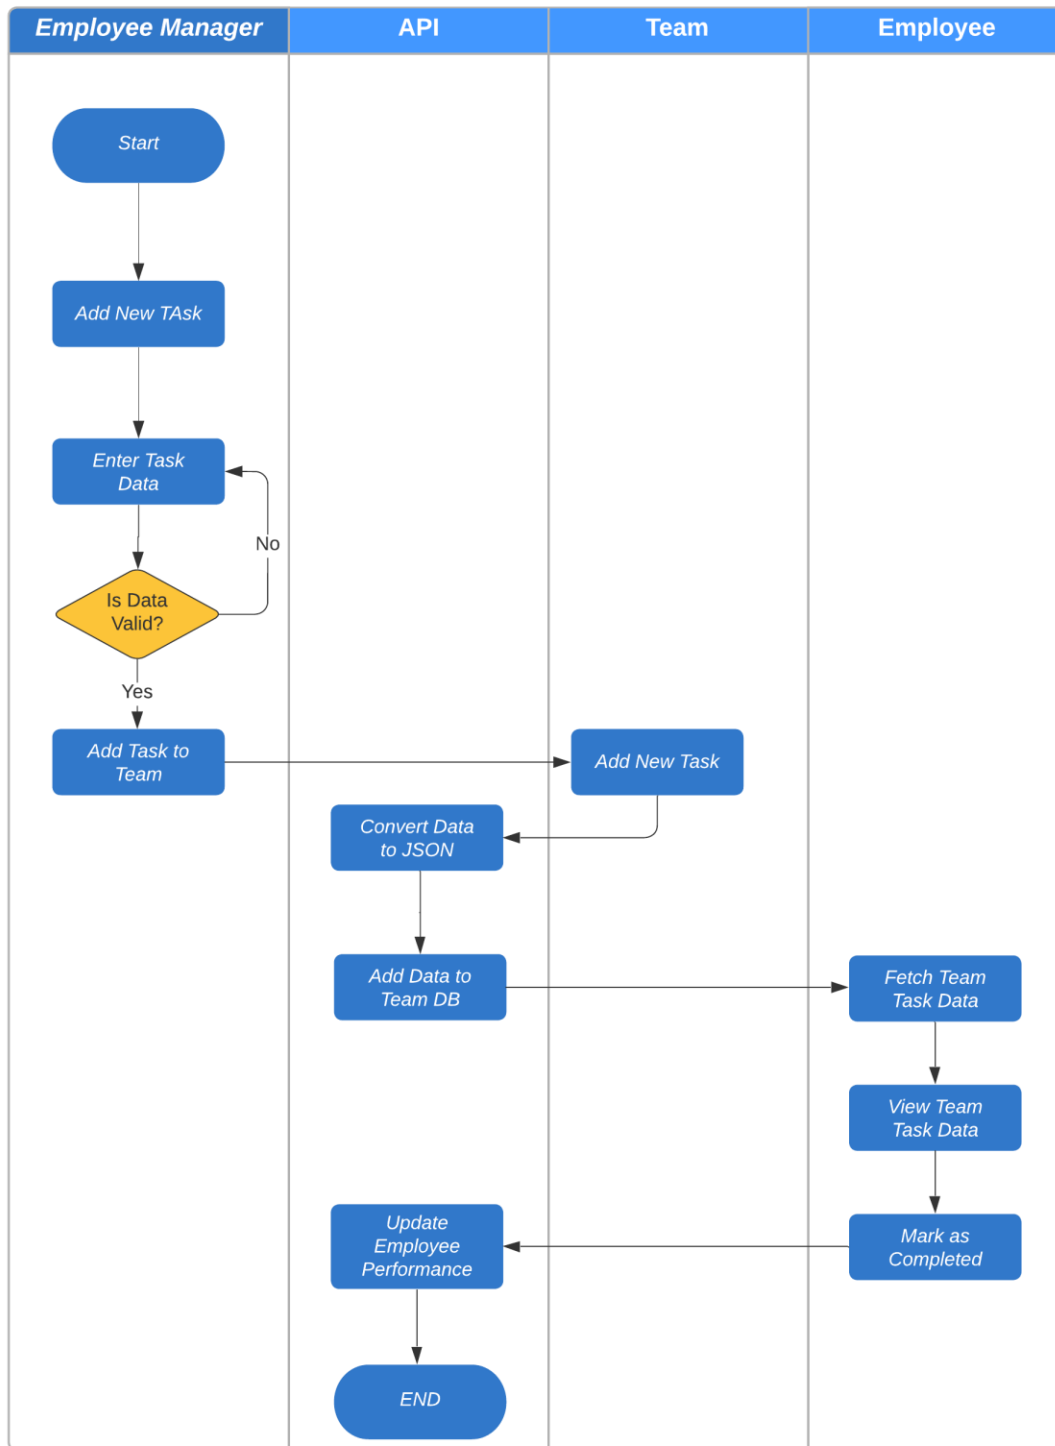 Employee Manager
API
Team
Employee
Start
Add New TAsk
Enter Task
Data
No
Is Data
Valid?
Yes
Add Task to
Team
Add New Task
Convert Data
to JSON
Add Data to
Team DB
Fetch Team
Task Data
View Team
Task Data
Mark as
Completed
Update
Employee
Performance
END